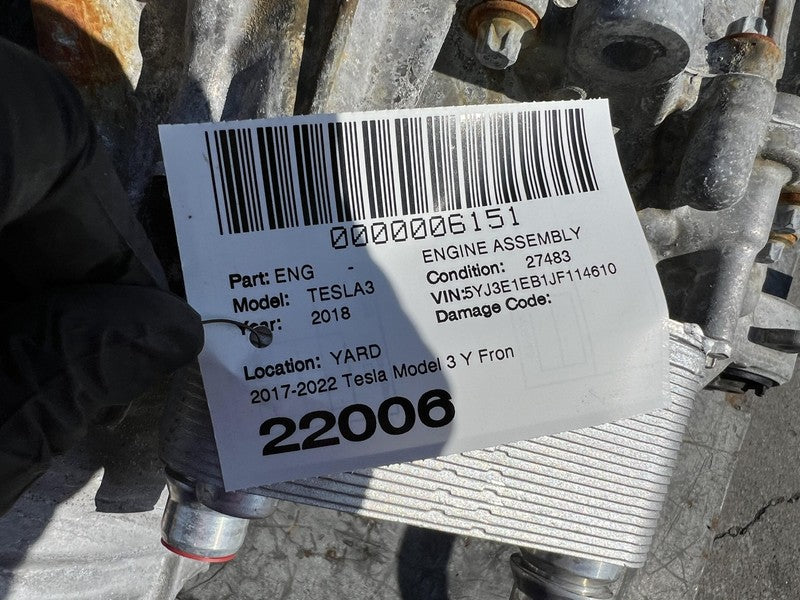 0000006151
Part: ENG -
ENGINE ASSEMBLY
Model: TESLA3
Condition: 27483
Year: 2018
VIN:5YJ3E1EB1JF114610
Damage Code:
Location: YARD
2017-2022 Tesla Model 3 Y Fron
22006